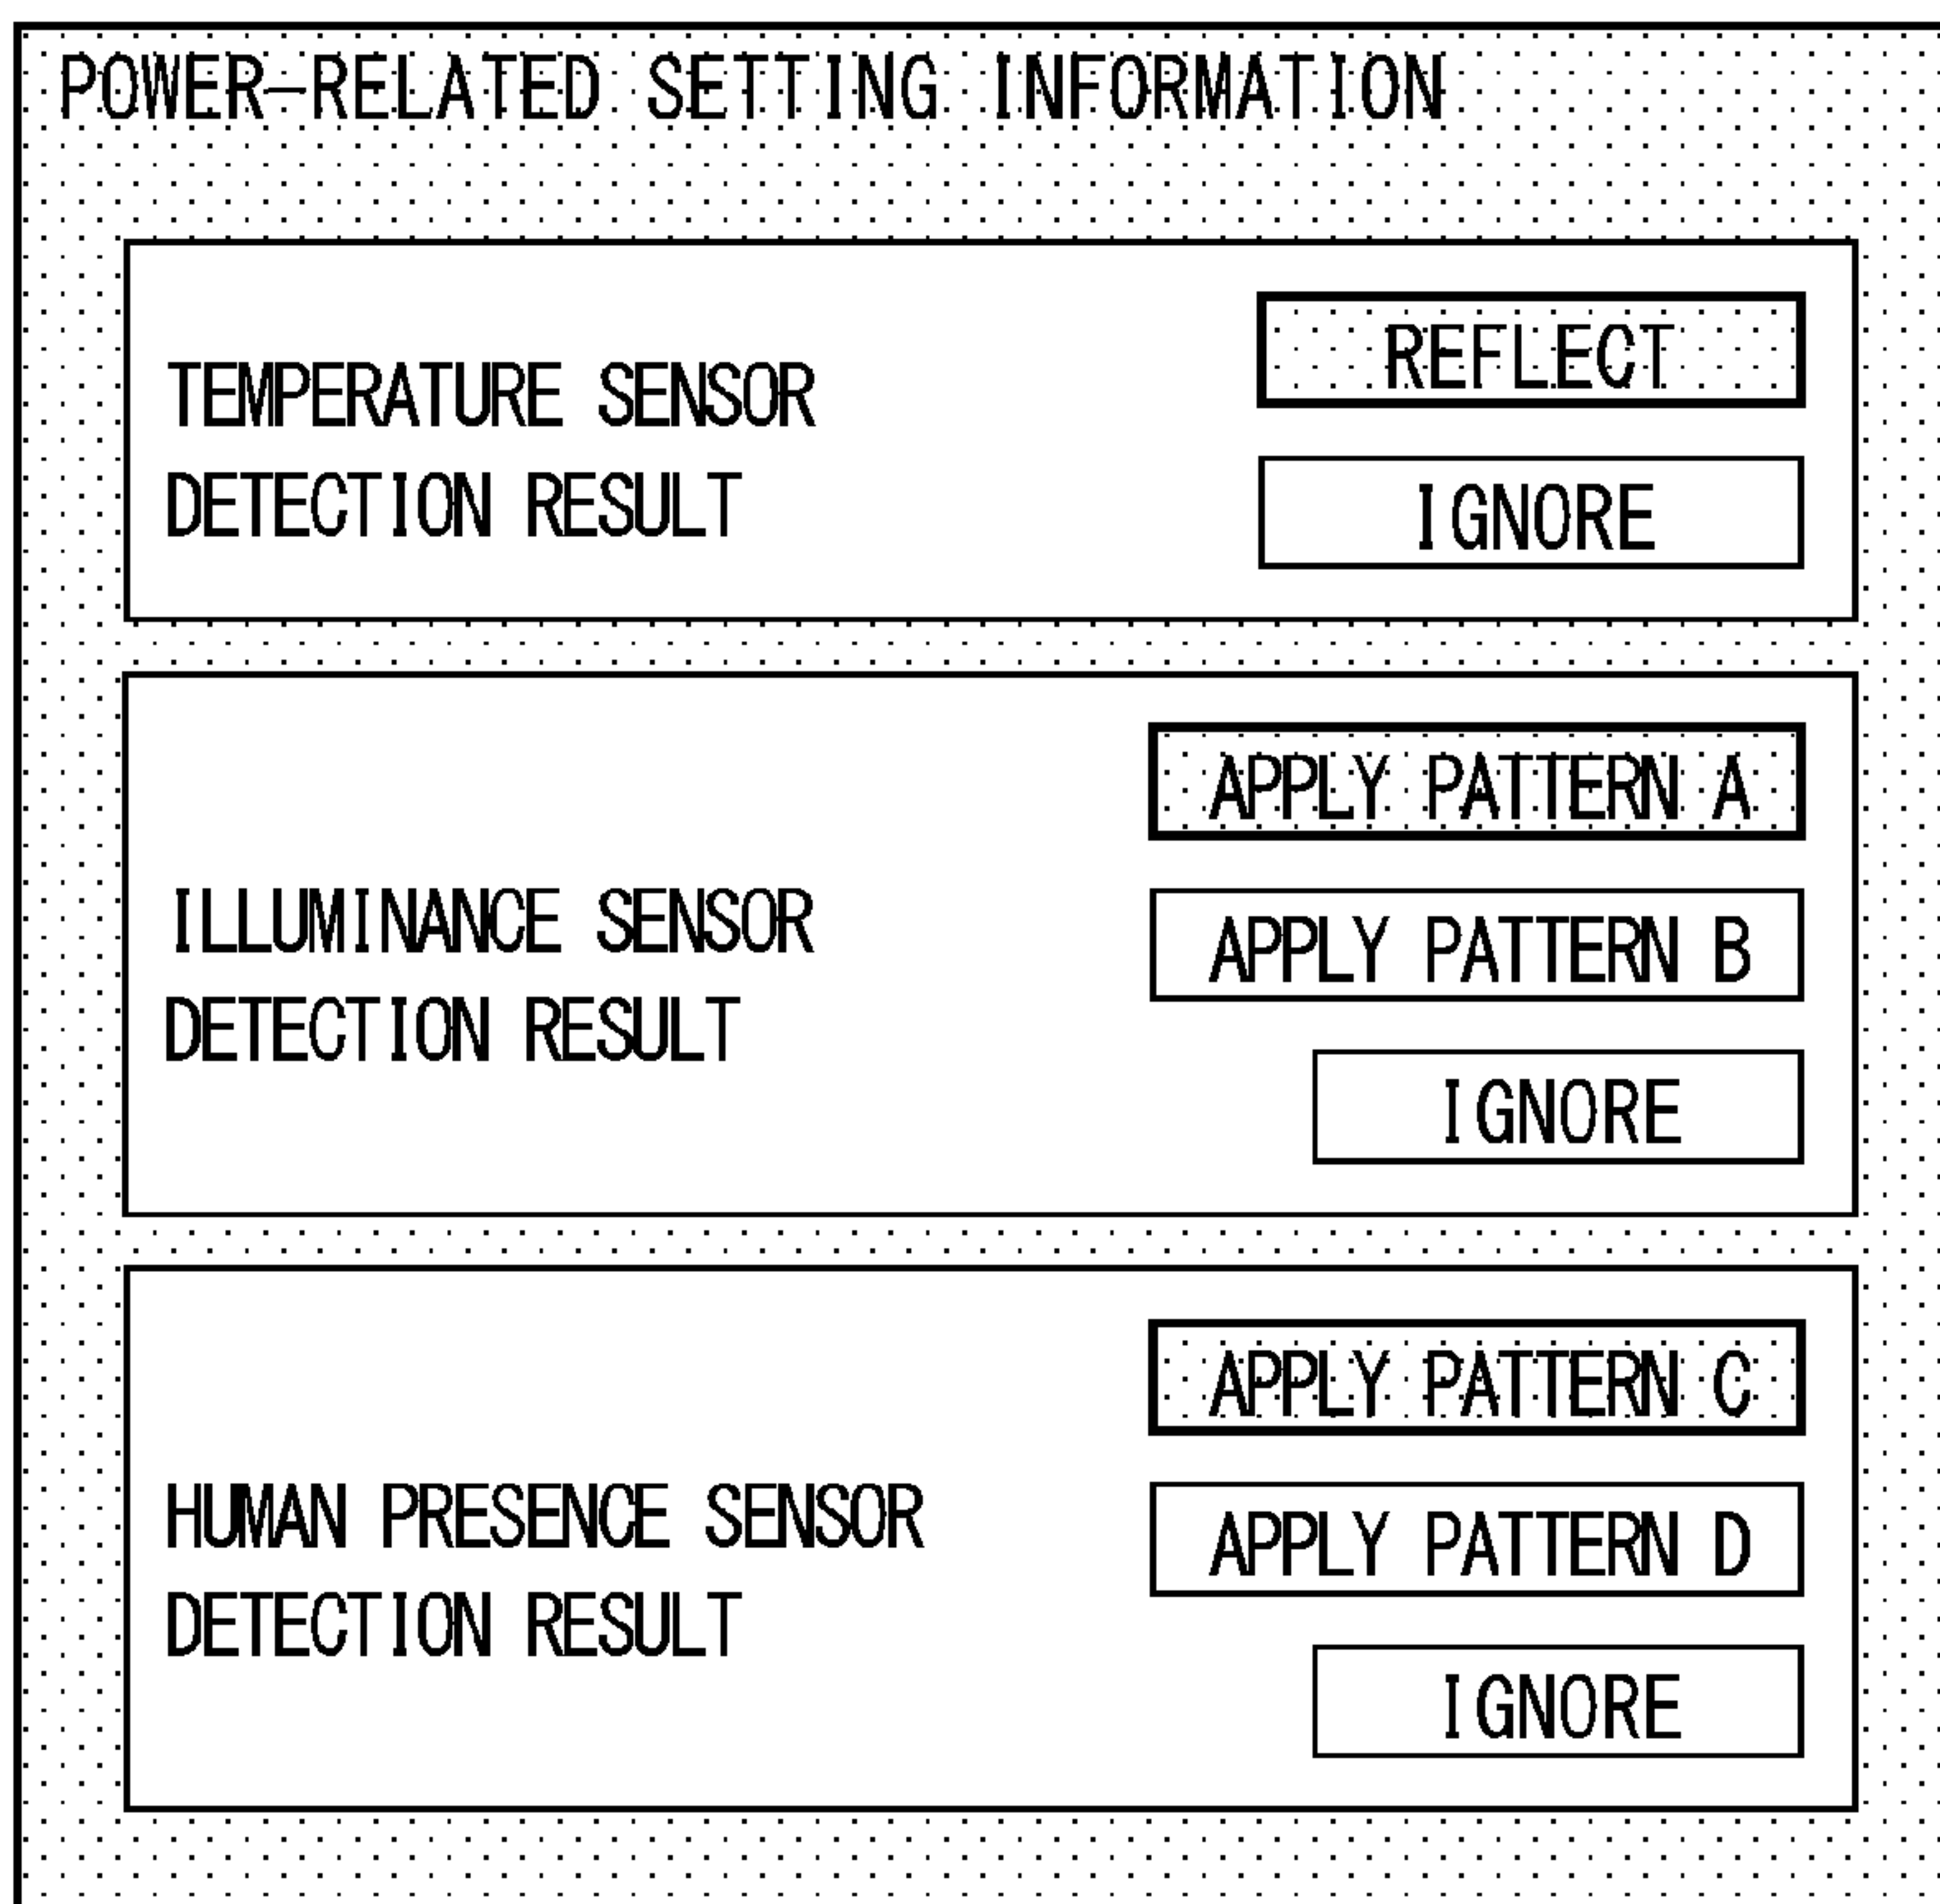 POWER-RELATED SETTING INFORMATION
TEMPERATURE SENSOR
DETECTION RESULT
REFLECT
IGNORE
ILLUMINANCE SENSOR
DETECTION RESULT
APPLY PATTERN A
APPLY PATTERN B
IGNORE
HUMAN PRESENCE SENSOR
DETECTION RESULT
APPLY PATTERN C
APPLY PATTERN D
IGNORE